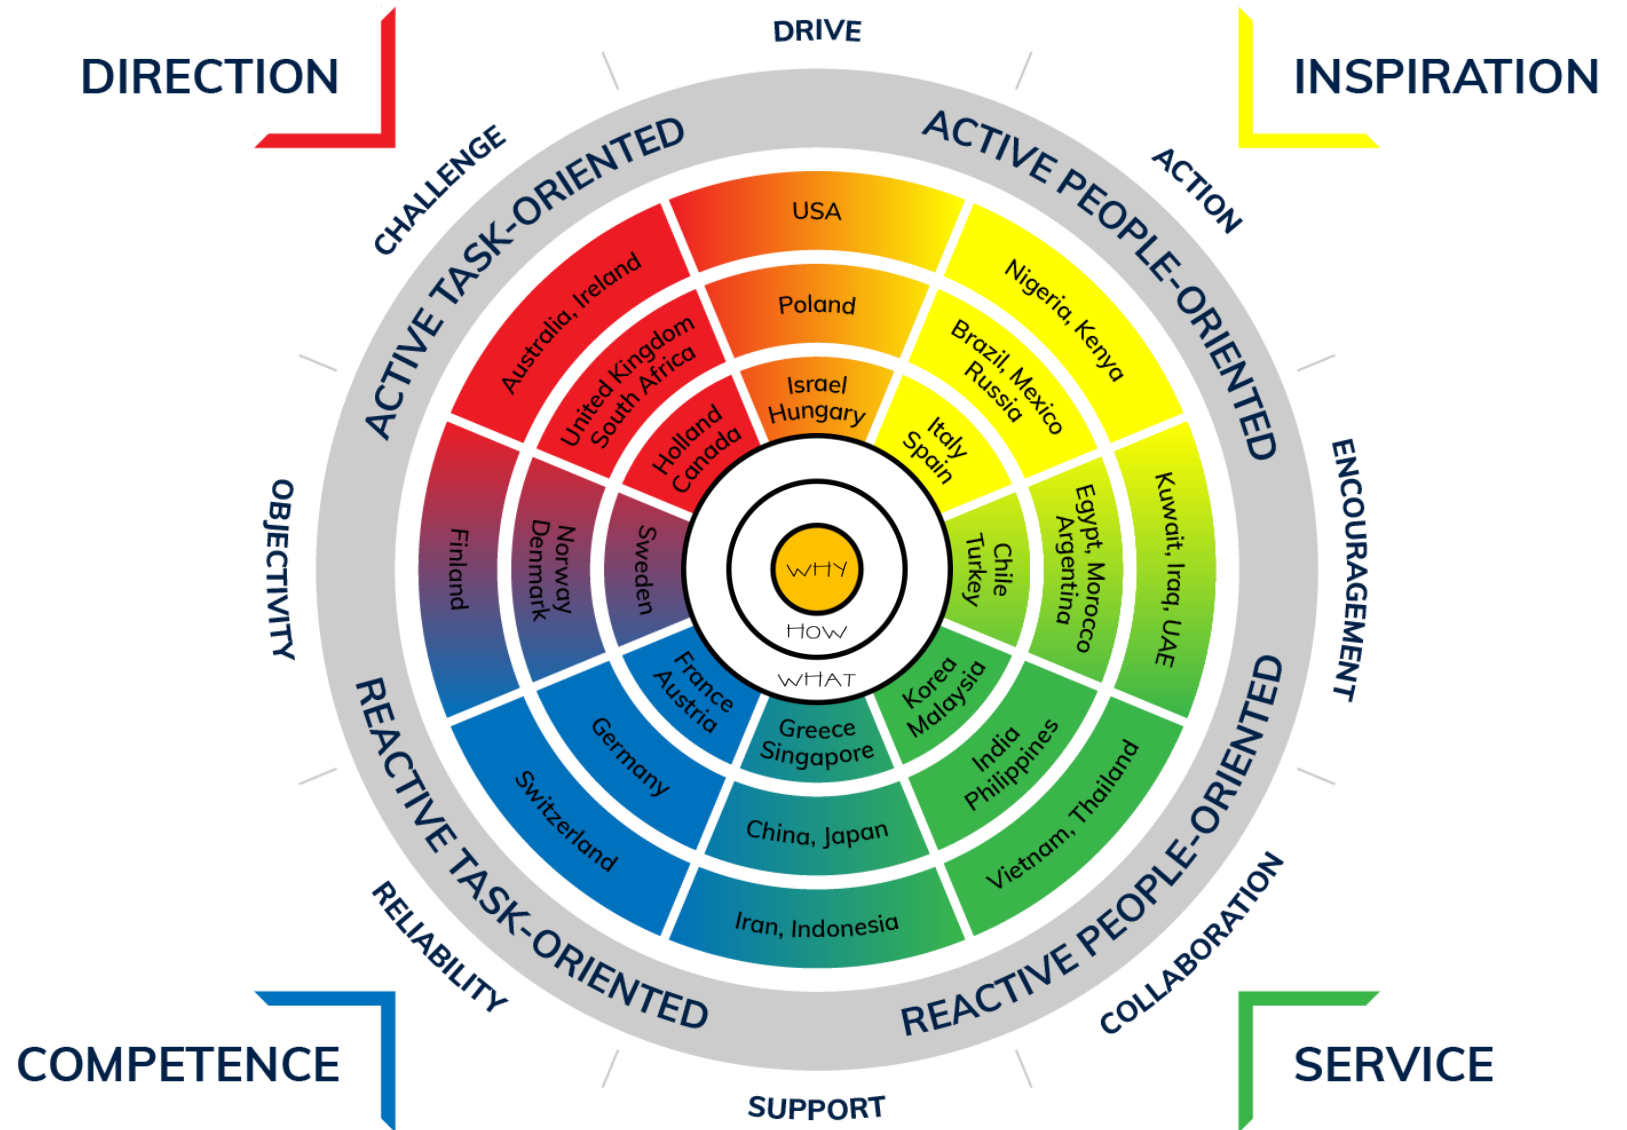 DIRECTION
DRIVE
INSPIRATION
CHALLENGE
ACTION
ACTIVE TASK-ORIENTED
ACTIVE PEOPLE-ORIENTED
USA
Poland
Israel
Hungary
Australia, Ireland
United Kingdom
South Africa
Holland
Canada
Nigeria, Kenya
Brazil, Mexico
Russia
Italy
Spain
OBJECTIVITY
Finland
Norway
Denmark
Sweden
WHY
HOW
WHAT
Chile
Turkey
Egypt, Morocco
Argentina
Kuwait, Iraq, UAE
ENCOURAGEMENT
France
Austria
Germany
Switzerland
Greece
Singapore
China, Japan
Iran, Indonesia
Korea
Malaysia
India
Philippines
Vietnam, Thailand
REACTIVE TASK-ORIENTED
REACTIVE PEOPLE-ORIENTED
RELIABILITY
COLLABORATION
COMPETENCE
SUPPORT
SERVICE